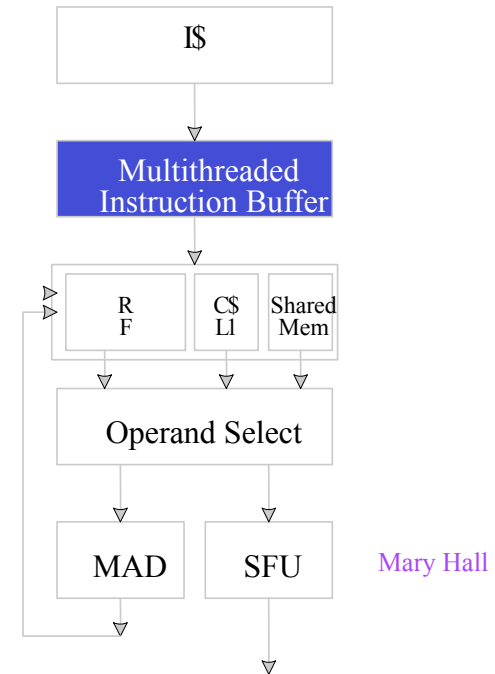 I$
Multithreaded
Instruction Buffer
R
F
C$
L1
Shared
Mem
Operand Select
MAD
SFU
Mary Hall